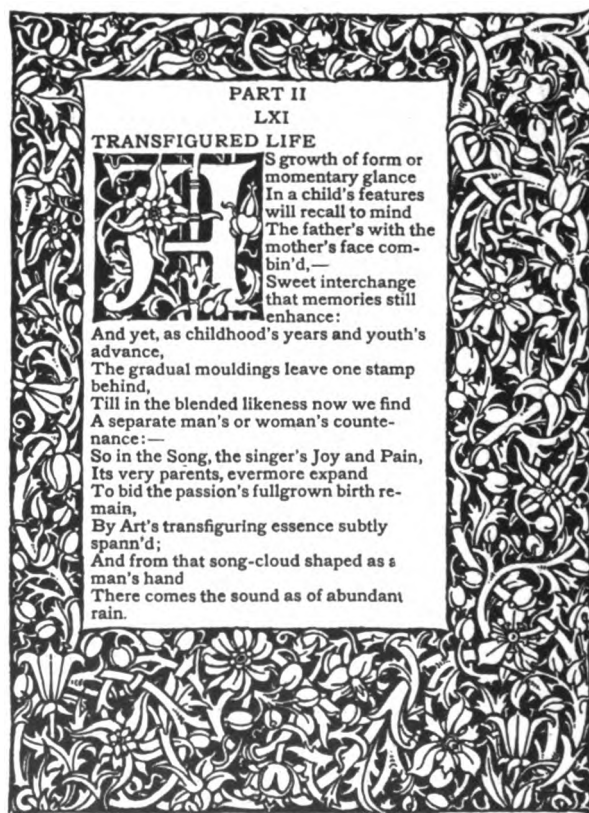 PART II
LXI
TRANSFIGURED LIFE
AS growth of form or
momentary glance
In a child's features
will recall to mind
The father's with the
mother's face com-
bin'd,—
Sweet interchange
that memories still
enhance:
And yet, as childhood's years and youth's
advance,
The gradual mouldings leave one stamp
behind,
Till in the blended likeness now we find
A separate man's or woman's counte-
nance:—
So in the Song, the singer's Joy and Pain,
Its very parents, evermore expand
To bid the passion's fullgrown birth re-
main,
By Art's transfiguring essence subtly
spann'd;
And from that song-cloud shaped as a
man's hand
There comes the sound as of abundant
rain.